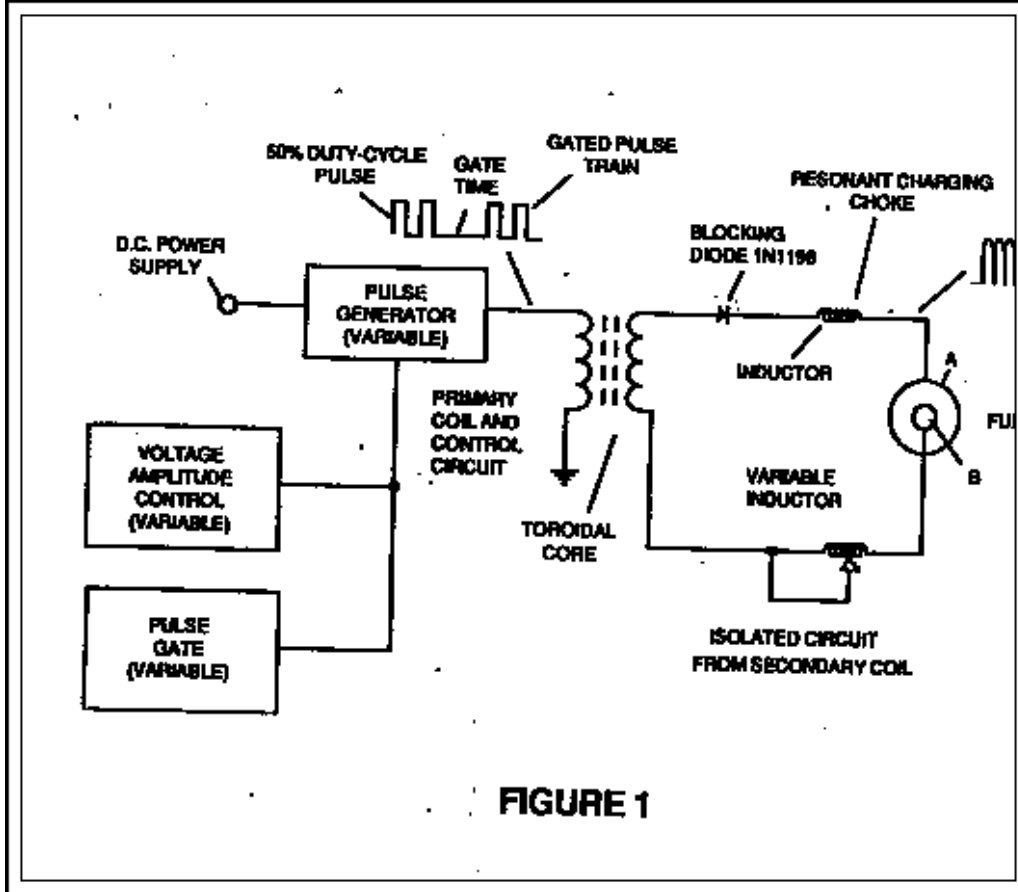 50% DUTY-CYCLE
PULSE
GATE
TIME
GATED PULSE
TRAIN
RESONANT CHARGING
CHOKE
BLOCKING
DIODE 1N1198
D.C. POWER
SUPPLY
PULSE
GENERATOR
(VARIABLE)
INDUCTOR
A
PRIMARY
COIL AND
CONTROL
CIRCUIT
FU
B
VOLTAGE
AMPLITUDE
CONTROL
(VARIABLE)
VARIABLE
INDUCTOR
TOROIDAL
CORE
PULSE
GATE
(VARIABLE)
ISOLATED CIRCUIT
FROM SECONDARY COIL
FIGURE 1